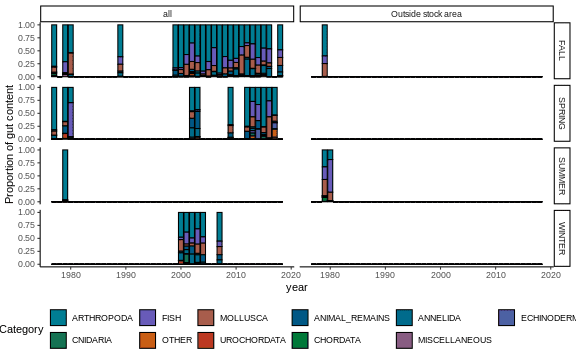 all Outside stock area
Proportion of gut content
1.00
0.75
0.50
0.25
0.00
FALL
1.00
0.75
0.50
0.25
0.00
SPRING
1.00
0.75
0.50
0.25
0.00
SUMMER
1.00
0.75
0.50
0.25
0.00
WINTER
1980 1990 2000 2010 2020 1980 1990 2000 2010 2020
year
Category
ARTHROPODA FISH MOLLUSCA ANIMAL_REMAINS ANNELIDA ECHINODERM
CNIDARIA OTHER UROCHORDATA CHORDATA MISCELLANEOUS